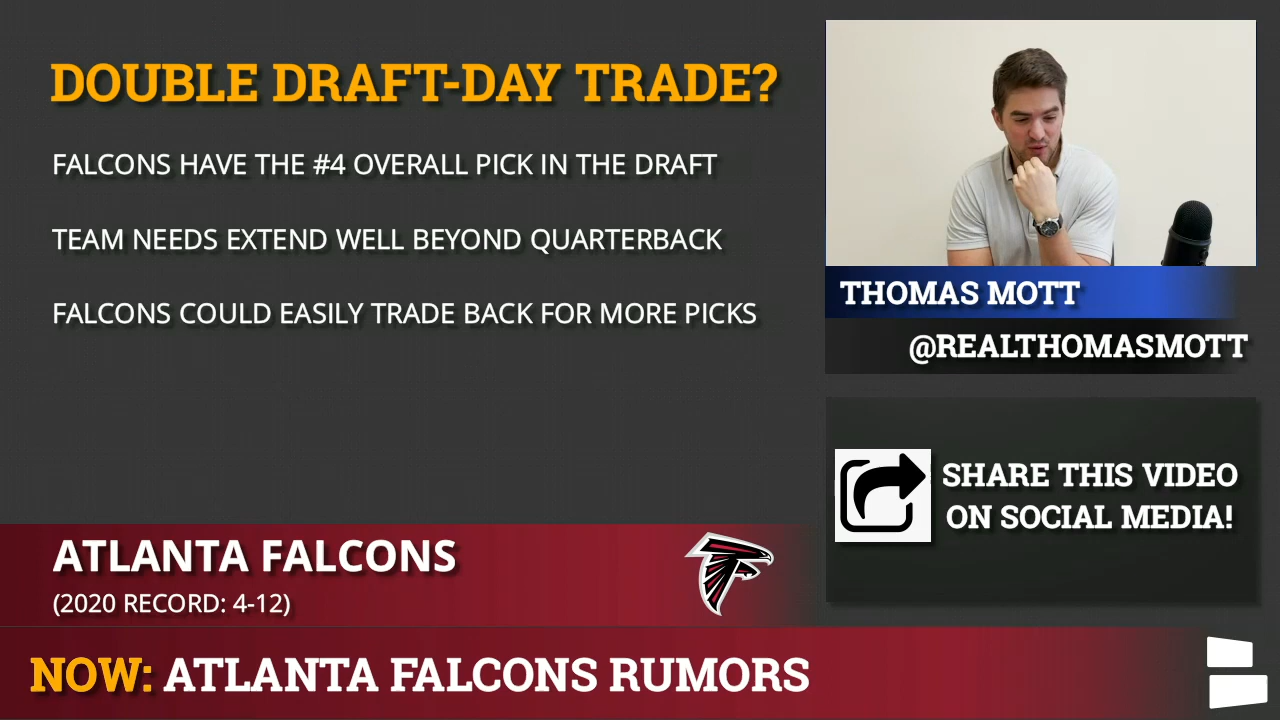 DOUBLE DRAFT-DAY TRADE?
FALCONS HAVE THE #4 OVERALL PICK IN THE DRAFT
TEAM NEEDS EXTEND WELL BEYOND QUARTERBACK
FALCONS COULD EASILY TRADE BACK FOR MORE PICKS
THOMAS MOTT
@REALTHOMASMOTT
SHARE THIS VIDEO
ON SOCIAL MEDIA!
ATLANTA FALCONS
(2020 RECORD: 4-12)
NOW: ATLANTA FALCONS RUMORS